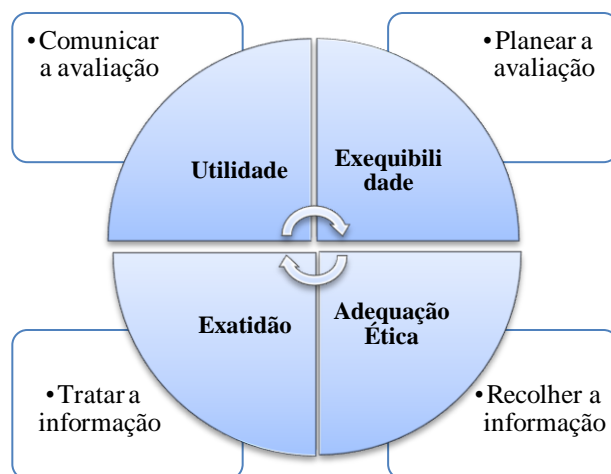 • Comunicar
a avaliação
• Planear a
avaliação
Utilidade
Exequibili
dade
Exatidão
Adequação
Ética
• Tratar a
informação
• Recolher a
informação